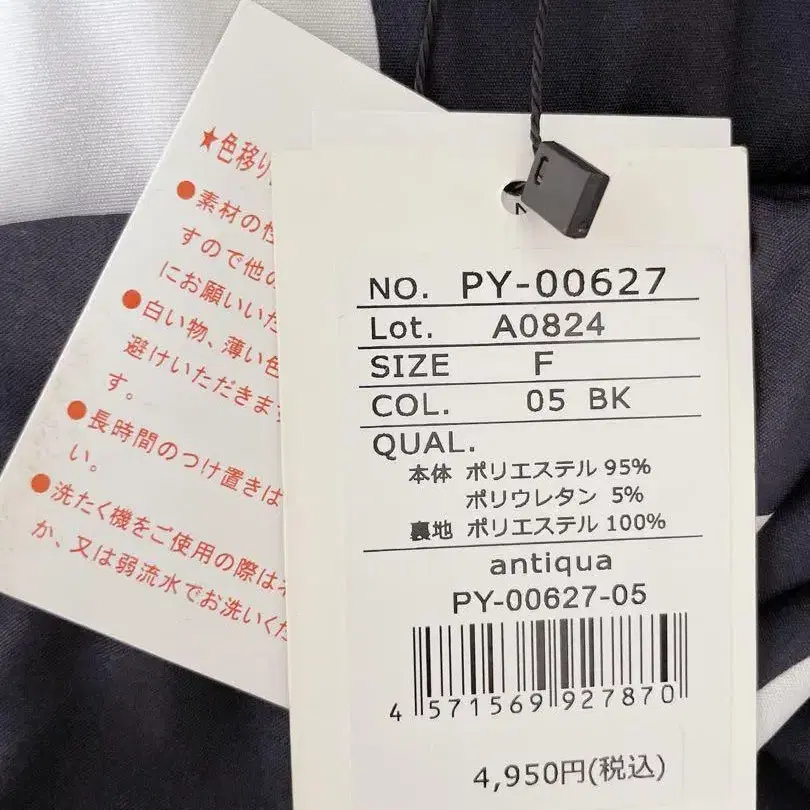 ★色移り
●素材の
すので他の
にお願いいた
●白い物、薄い色
避けいただきます
す。
●長時間のつけ置きは
い。
●洗たく機をご使用の際は
か、又は弱流水でお洗いくだ
NO. PY-00627
Lot. A0824
SIZE F
COL. 05 BK
QUAL.
本体 ポリエステル 95%
ポリウレタン 5%
裏地 ポリエステル 100%
antiqua
PY-00627-05
4 571569 927870
4,950円(税込)